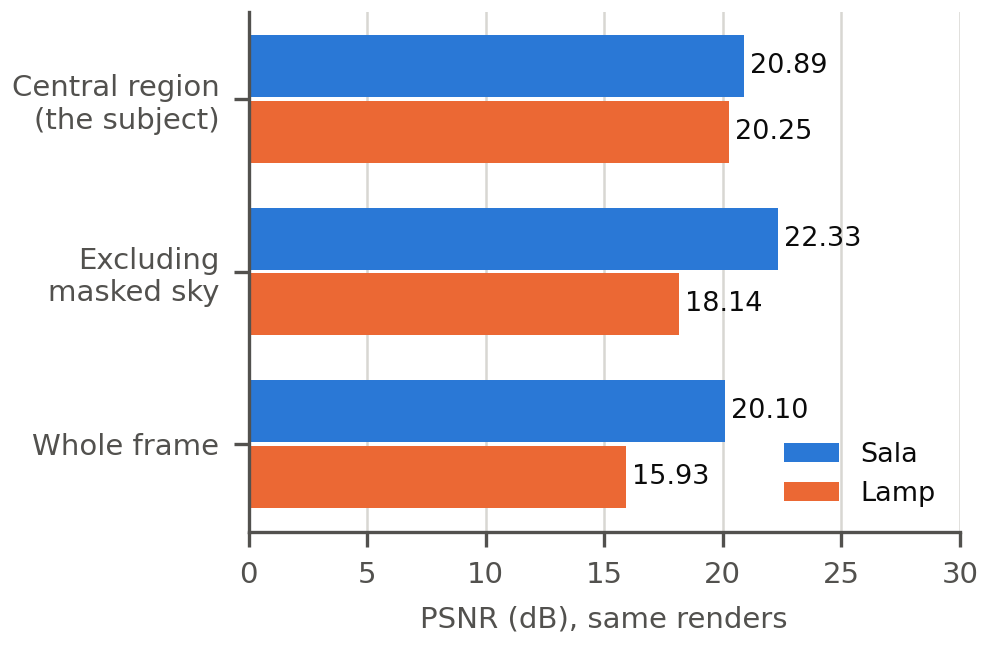 Central region
(the subject)
20.89
20.25
Excluding
masked sky
22.33
18.14
Whole frame
20.10
15.93
Sala
Lamp
0 5 10 15 20 25 30
PSNR (dB), same renders